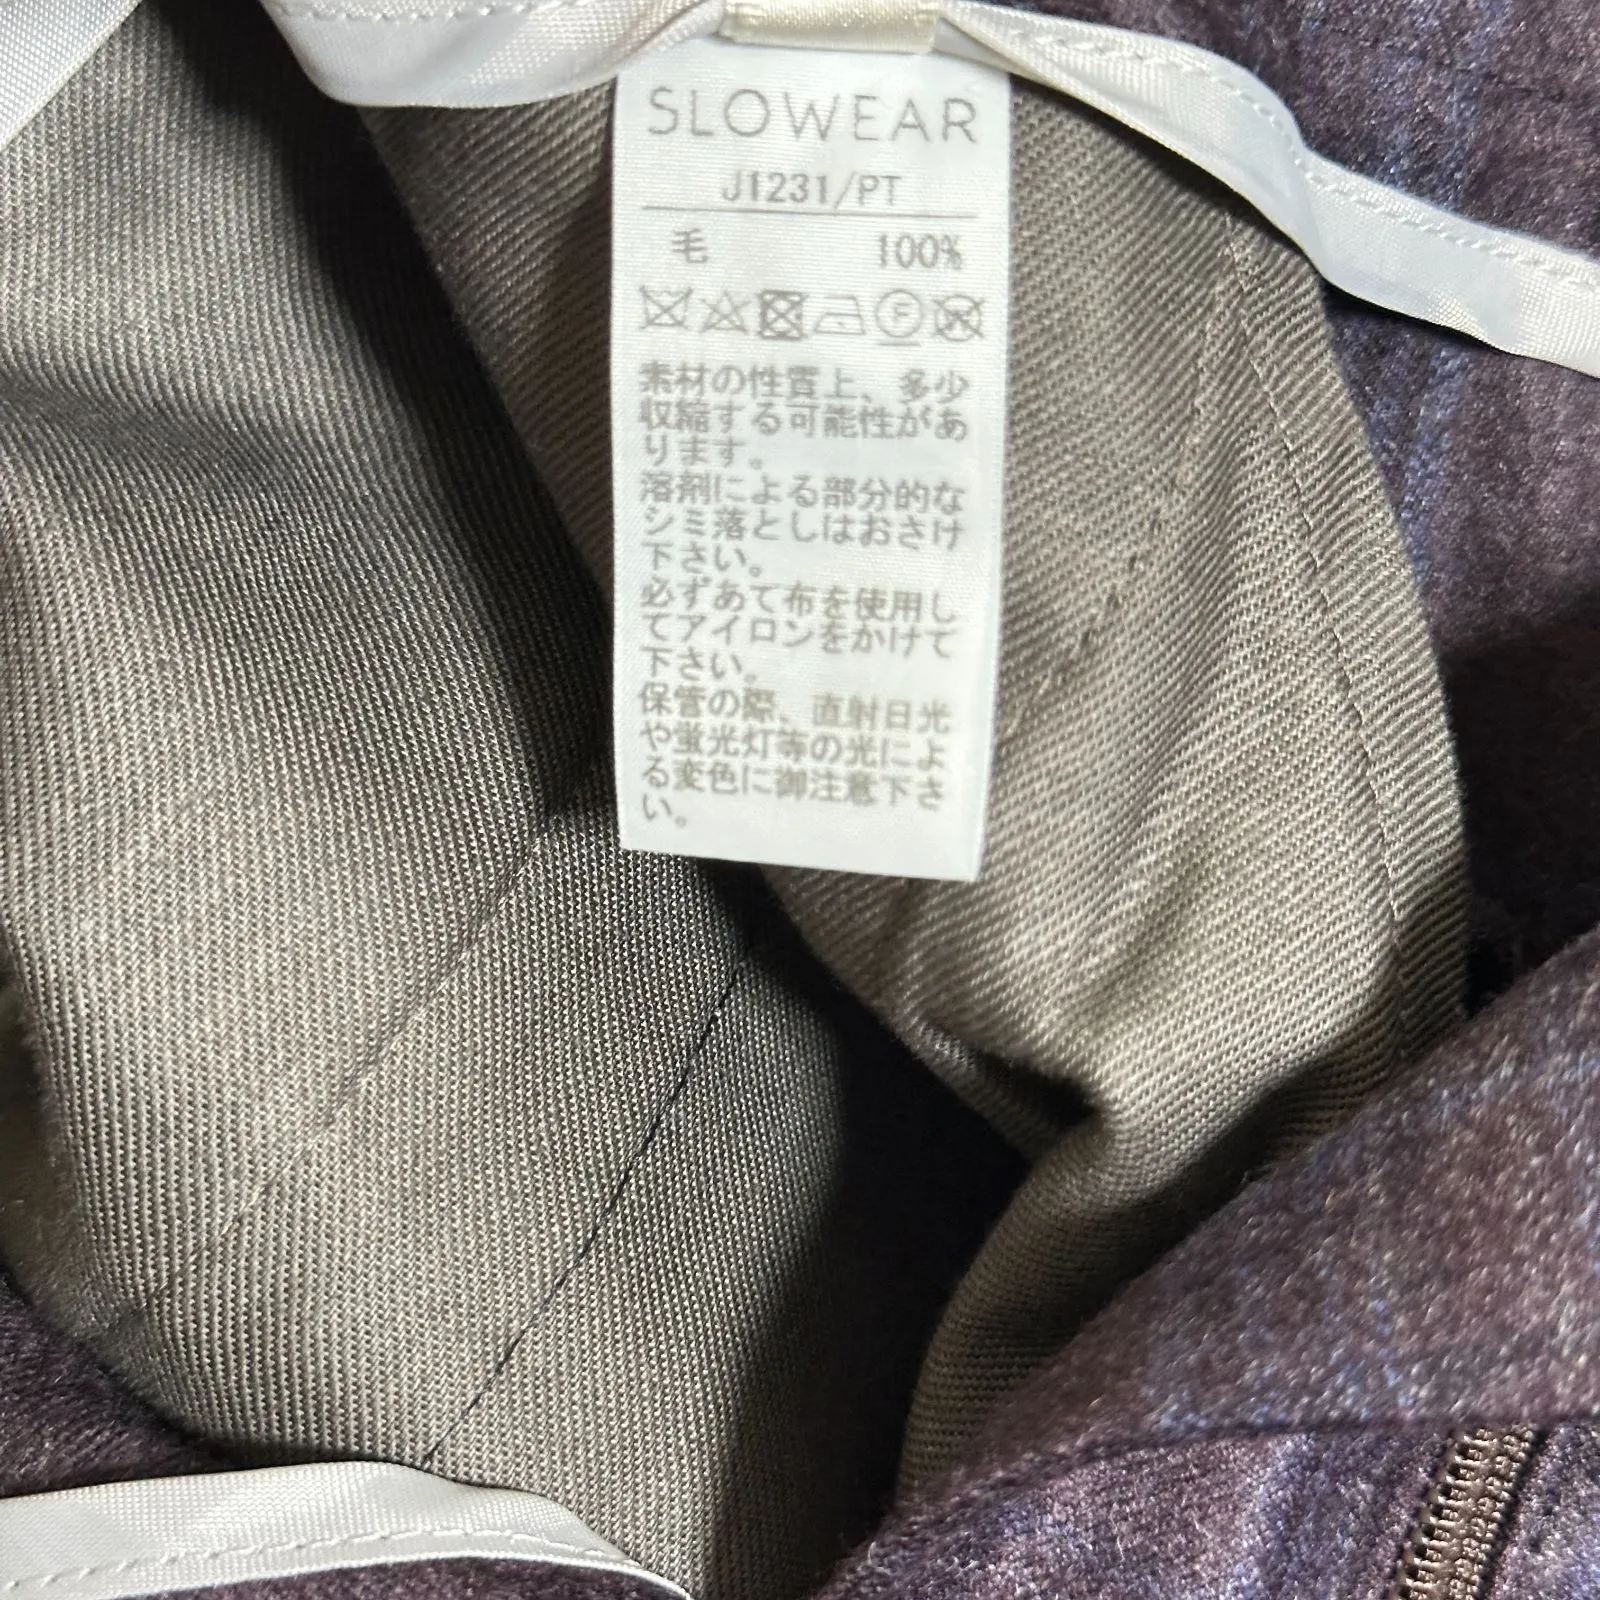 SLOWEAR
J1231/PT
毛 100%
F
素材の性質上、多少
収縮する可能性があ
ります。
溶剤による部分的な
シミ落としはおさけ
下さい。
必ずあて布を使用し
てアイロンをかけて
下さい。
保管の際、直射日光
や蛍光灯等の光によ
る変色に御注意下さ
い。